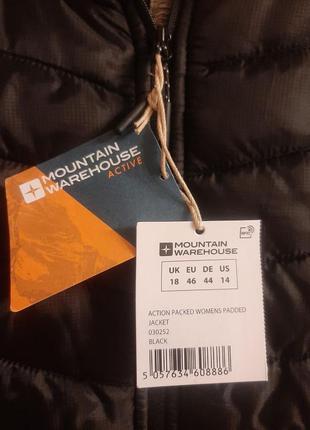 MOUNTAIN
WAREHOUSE
ACTIVE
MOUNTAIN
WAREHOUSE
UK EU DE US
18 46 44 14
ACTION PACKED WOMENS PADDED
JACKET
030252
BLACK
5 057634 608886